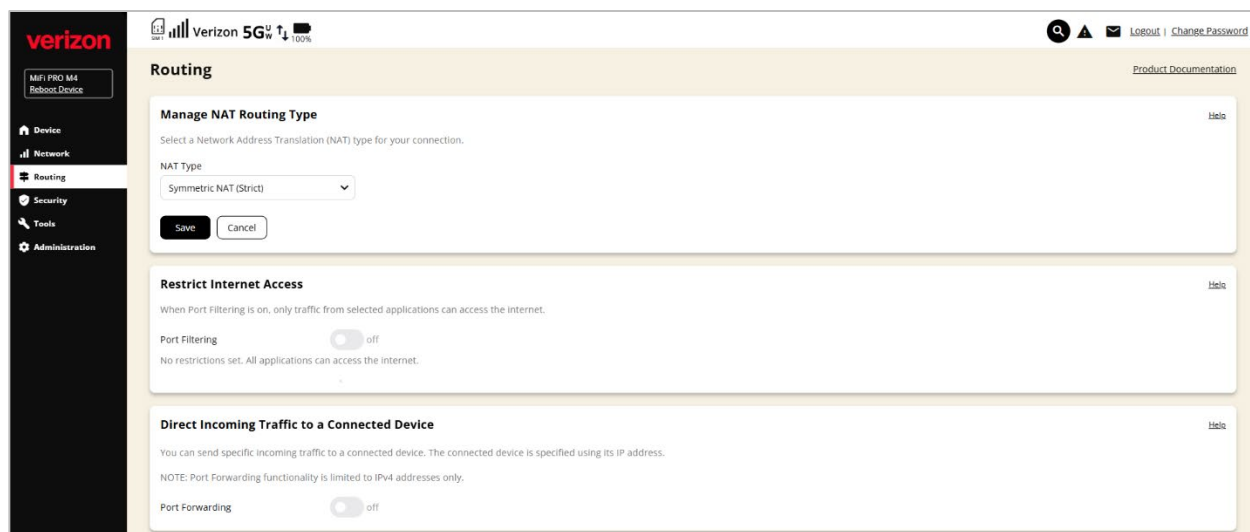 verizon
SIM 1 Verizon 5G UW 100%
Logout | Change Password
MiFi PRO M4
Reboot Device
Device
Network
Routing
Security
Tools
Administration
Routing
Product Documentation
Manage NAT Routing Type
Help
Select a Network Address Translation (NAT) type for your connection.
NAT Type
Symmetric NAT (Strict)
Save Cancel
Restrict Internet Access
Help
When Port Filtering is on, only traffic from selected applications can access the internet.
Port Filtering off
No restrictions set. All applications can access the internet.
Direct Incoming Traffic to a Connected Device
Help
You can send specific incoming traffic to a connected device. The connected device is specified using its IP address.
NOTE: Port Forwarding functionality is limited to IPv4 addresses only.
Port Forwarding off